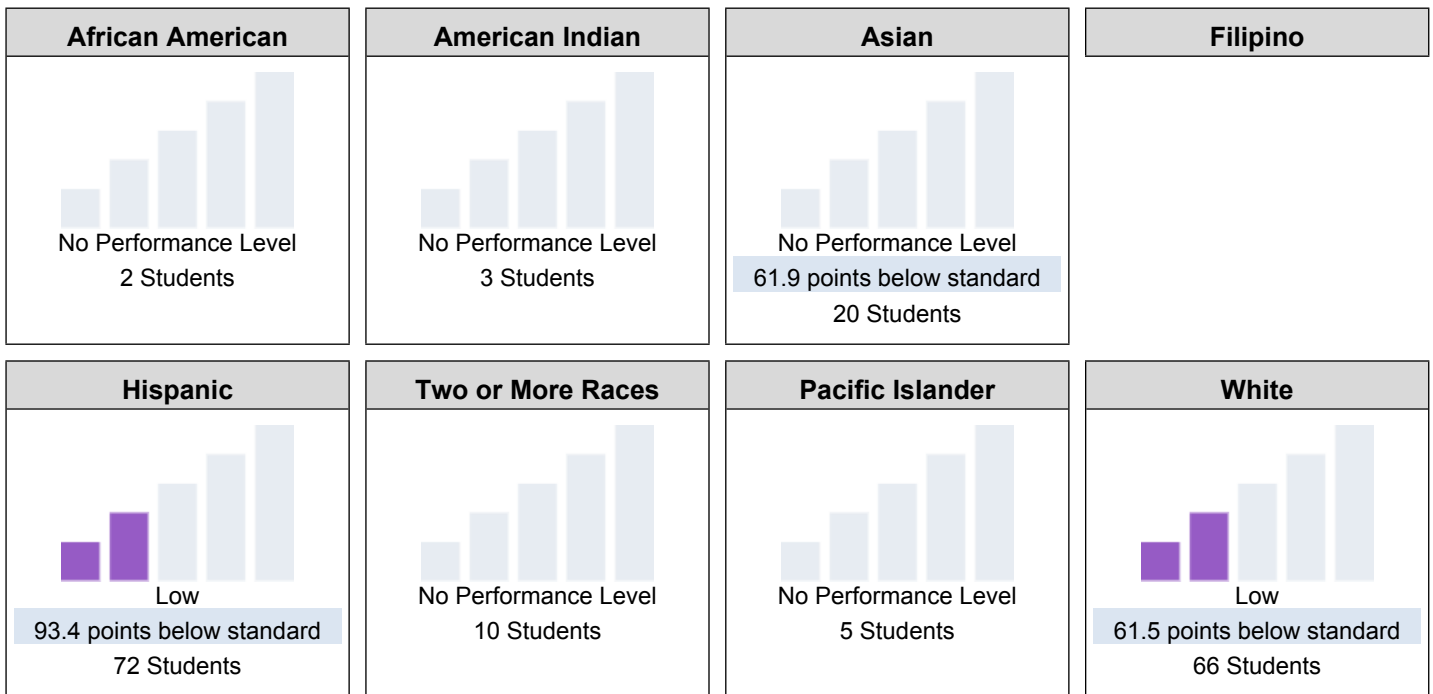 African American
No Performance Level
2 Students
American Indian
No Performance Level
3 Students
Asian
No Performance Level
61.9 points below standard
20 Students
Filipino
Hispanic
Low
93.4 points below standard
72 Students
Two or More Races
No Performance Level
10 Students
Pacific Islander
No Performance Level
5 Students
White
Low
61.5 points below standard
66 Students